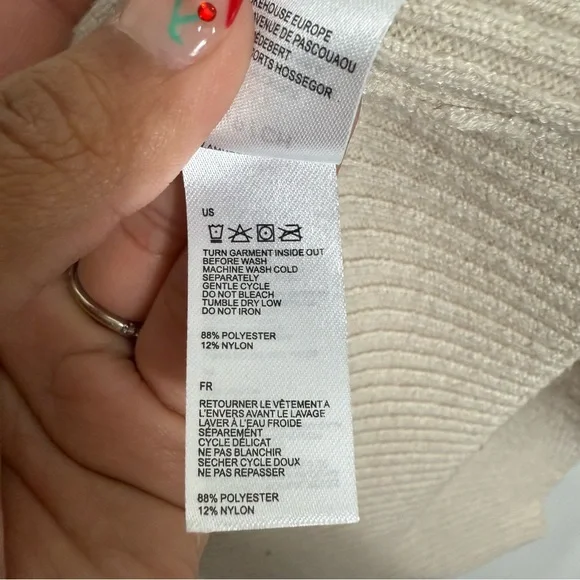 EUROPE
AVENUE DE PASCOUAOU
HOSSEGOR
US
TURN GARMENT INSIDE OUT
BEFORE WASH
MACHINE WASH COLD
SEPARATELY
GENTLE CYCLE
DO NOT BLEACH
TUMBLE DRY LOW
DO NOT IRON
88% POLYESTER
12% NYLON
FR
RETOURNER LE VÊTEMENT A
L'ENVERS AVANT LE LAVAGE
LAVER À L'EAU FROIDE
SÉPARÉMENT
CYCLE DÉLICAT
NE PAS BLANCHIR
SECHER CYCLE DOUX
NE PAS REPASSER
88% POLYESTER
12% NYLON